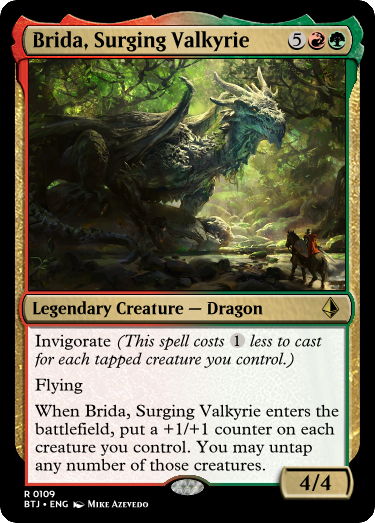 Brida, Surging Valkyrie 5
Legendary Creature — Dragon
Invigorate (This spell costs 1 less to cast
for each tapped creature you control.)
Flying
When Brida, Surging Valkyrie enters the
battlefield, put a +1/+1 counter on each
creature you control. You may untap
any number of those creatures.
4/4
R 0109
BTJ • ENG Mike Azevedo